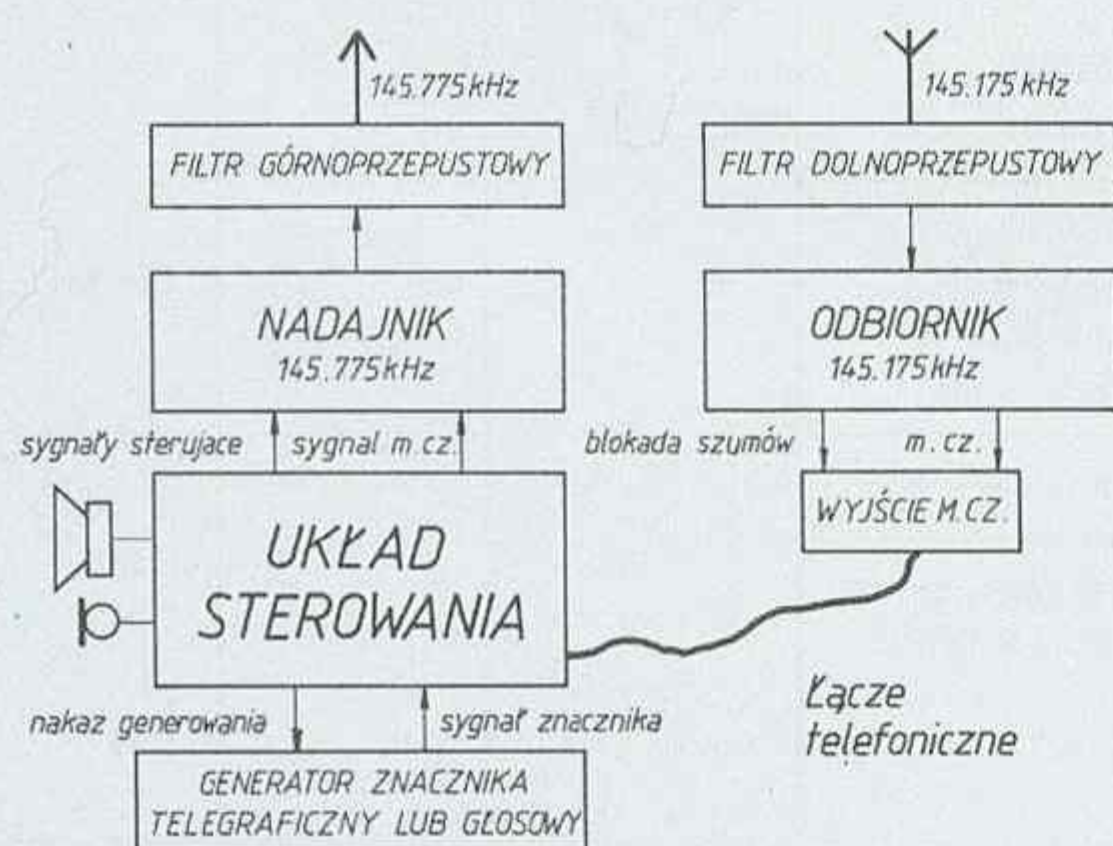 145.775 kHz
FILTR GÓRNOPRZEPUSTOWY
NADAJNIK
145.775 kHz
sygnały sterujace
sygnal m.cz.
UKŁAD
STEROWANIA
nakaz generowania
sygnał znacznika
GENERATOR ZNACZNIKA
TELEGRAFICZNY LUB GŁOSOWY
145.175 kHz
FILTR DOLNOPRZEPUSTOWY
ODBIORNIK
145.175 kHz
blokada szumów
m.cz.
WYJŚCIE M.CZ.
Łącze
telefoniczne